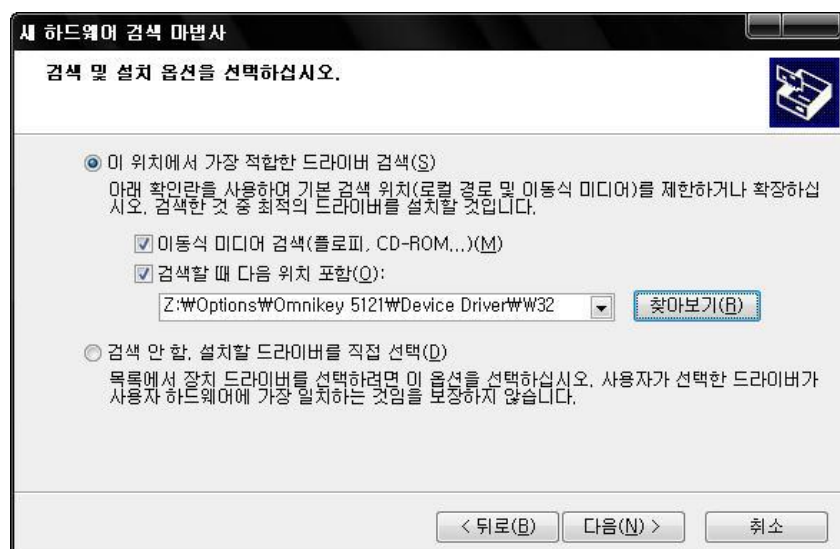 새 하드웨어 검색 마법사
검색 및 설치 옵션을 선택하십시오.
이 위치에서 가장 적합한 드라이버 검색(S)
아래 확인란을 사용하여 기본 검색 위치(로컬 경로 및 이동식 미디어)를 제한하거나 확장하십
시오. 검색한 것 중 최적의 드라이버를 설치할 것입니다.
이동식 미디어 검색(플로피, CD-ROM...)(M)
검색할 때 다음 위치 포함(O):
Z:₩Options₩Omnikey 5121₩Device Driver₩W32
찾아보기(R)
검색 안 함. 설치할 드라이버를 직접 선택(D)
목록에서 장치 드라이버를 선택하려면 이 옵션을 선택하십시오. 사용자가 선택한 드라이버가
사용자 하드웨어에 가장 일치하는 것임을 보장하지 않습니다.
< 뒤로(B) 다음(N) > 취소